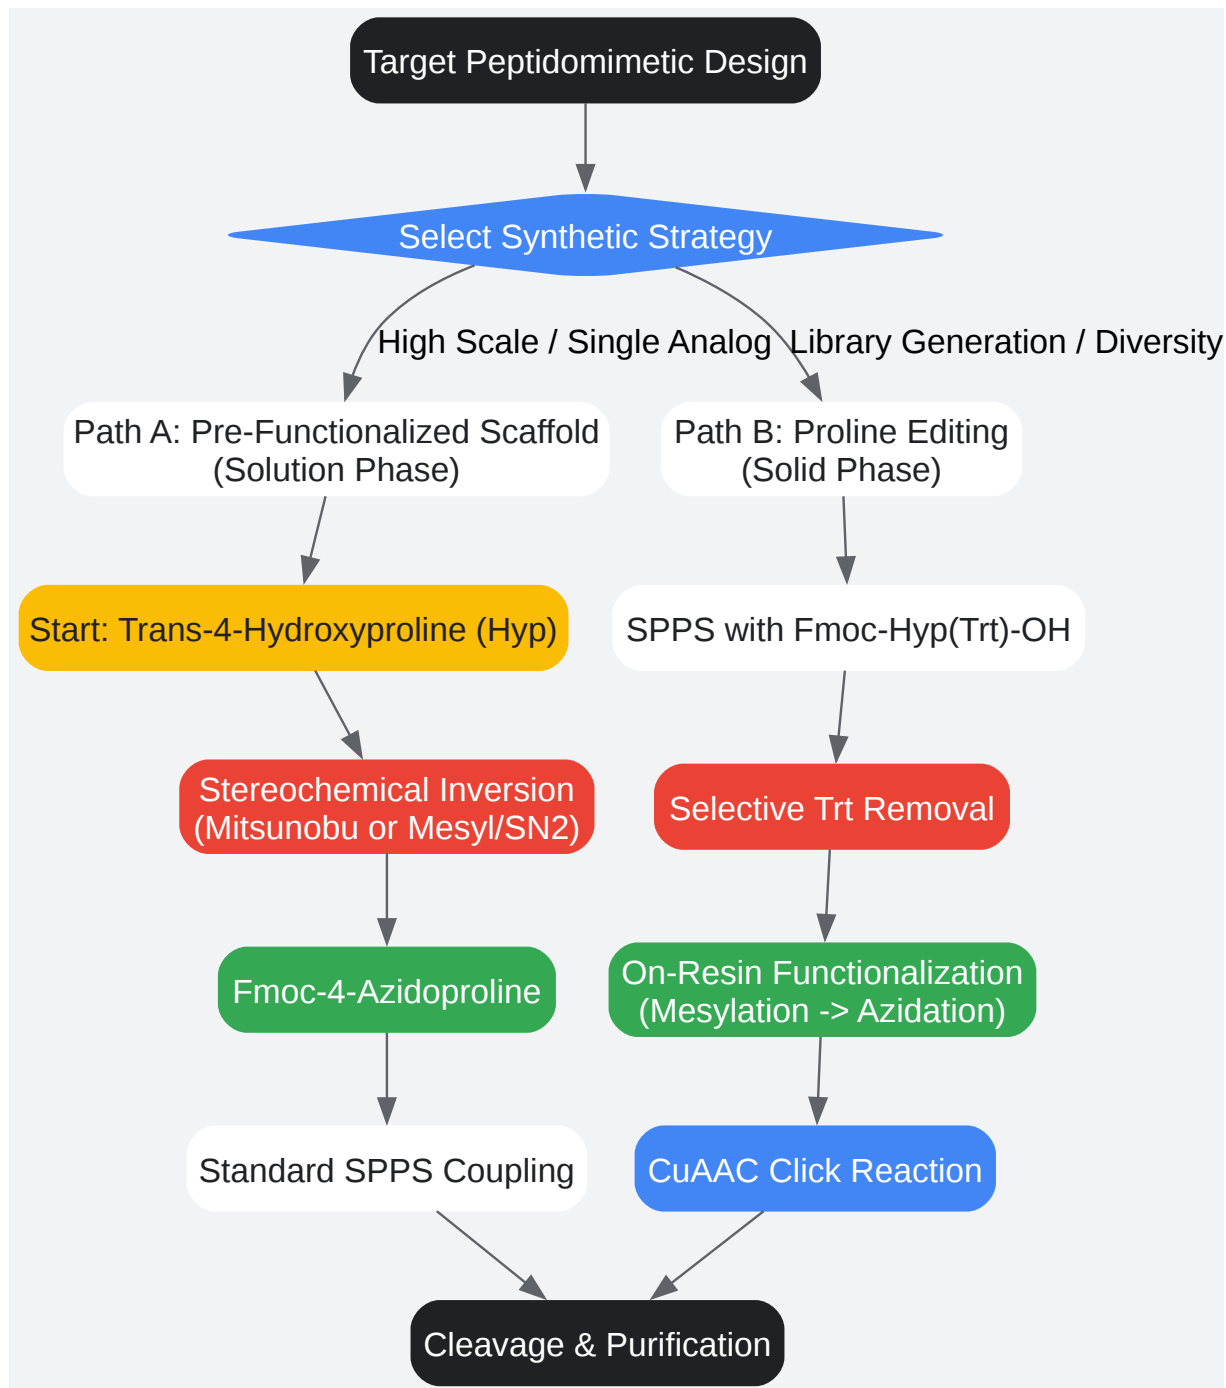 Target Peptidomimetic Design
Select Synthetic Strategy
High Scale / Single Analog
Library Generation / Diversity
Path A: Pre-Functionalized Scaffold
(Solution Phase)
Path B: Proline Editing
(Solid Phase)
Start: Trans-4-Hydroxyproline (Hyp)
SPPS with Fmoc-Hyp(Trt)-OH
Stereochemical Inversion
(Mitsunobu or Mesyl/SN2)
Selective Trt Removal
Fmoc-4-Azidoproline
On-Resin Functionalization
(Mesylation -> Azidation)
Standard SPPS Coupling
CuAAC Click Reaction
Cleavage & Purification